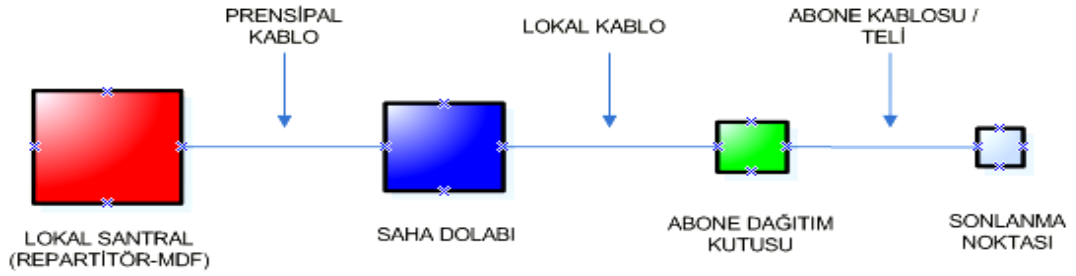 PRENSİPAL
KABLO
LOKAL KABLO
ABONE KABLOSU /
TELİ
LOKAL SANTRAL
(REPARTİTÖR-MDF)
SAHA DOLABI
ABONE DAĞITIM
KUTUSU
SONLANMA
NOKTASI